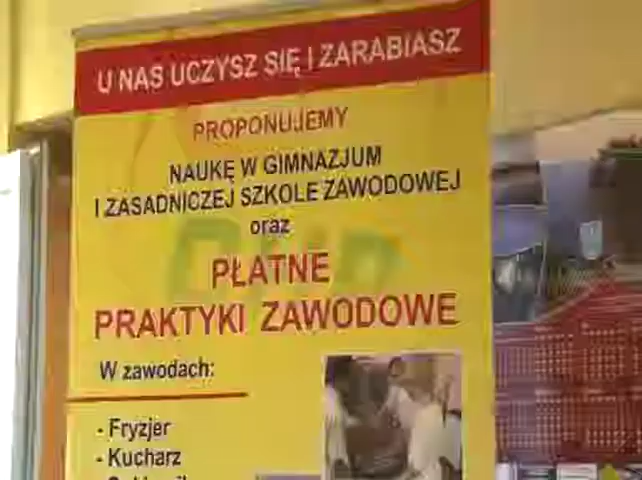 U NAS UCZYSZ SIĘ I ZARABIASZ
PROPONUJEMY
NAUKĘ W GIMNAZJUM
I ZASADNICZEJ SZKOLE ZAWODOWEJ
oraz
PŁATNE
PRAKTYKI ZAWODOWE
W zawodach:
- Fryzjer
- Kucharz